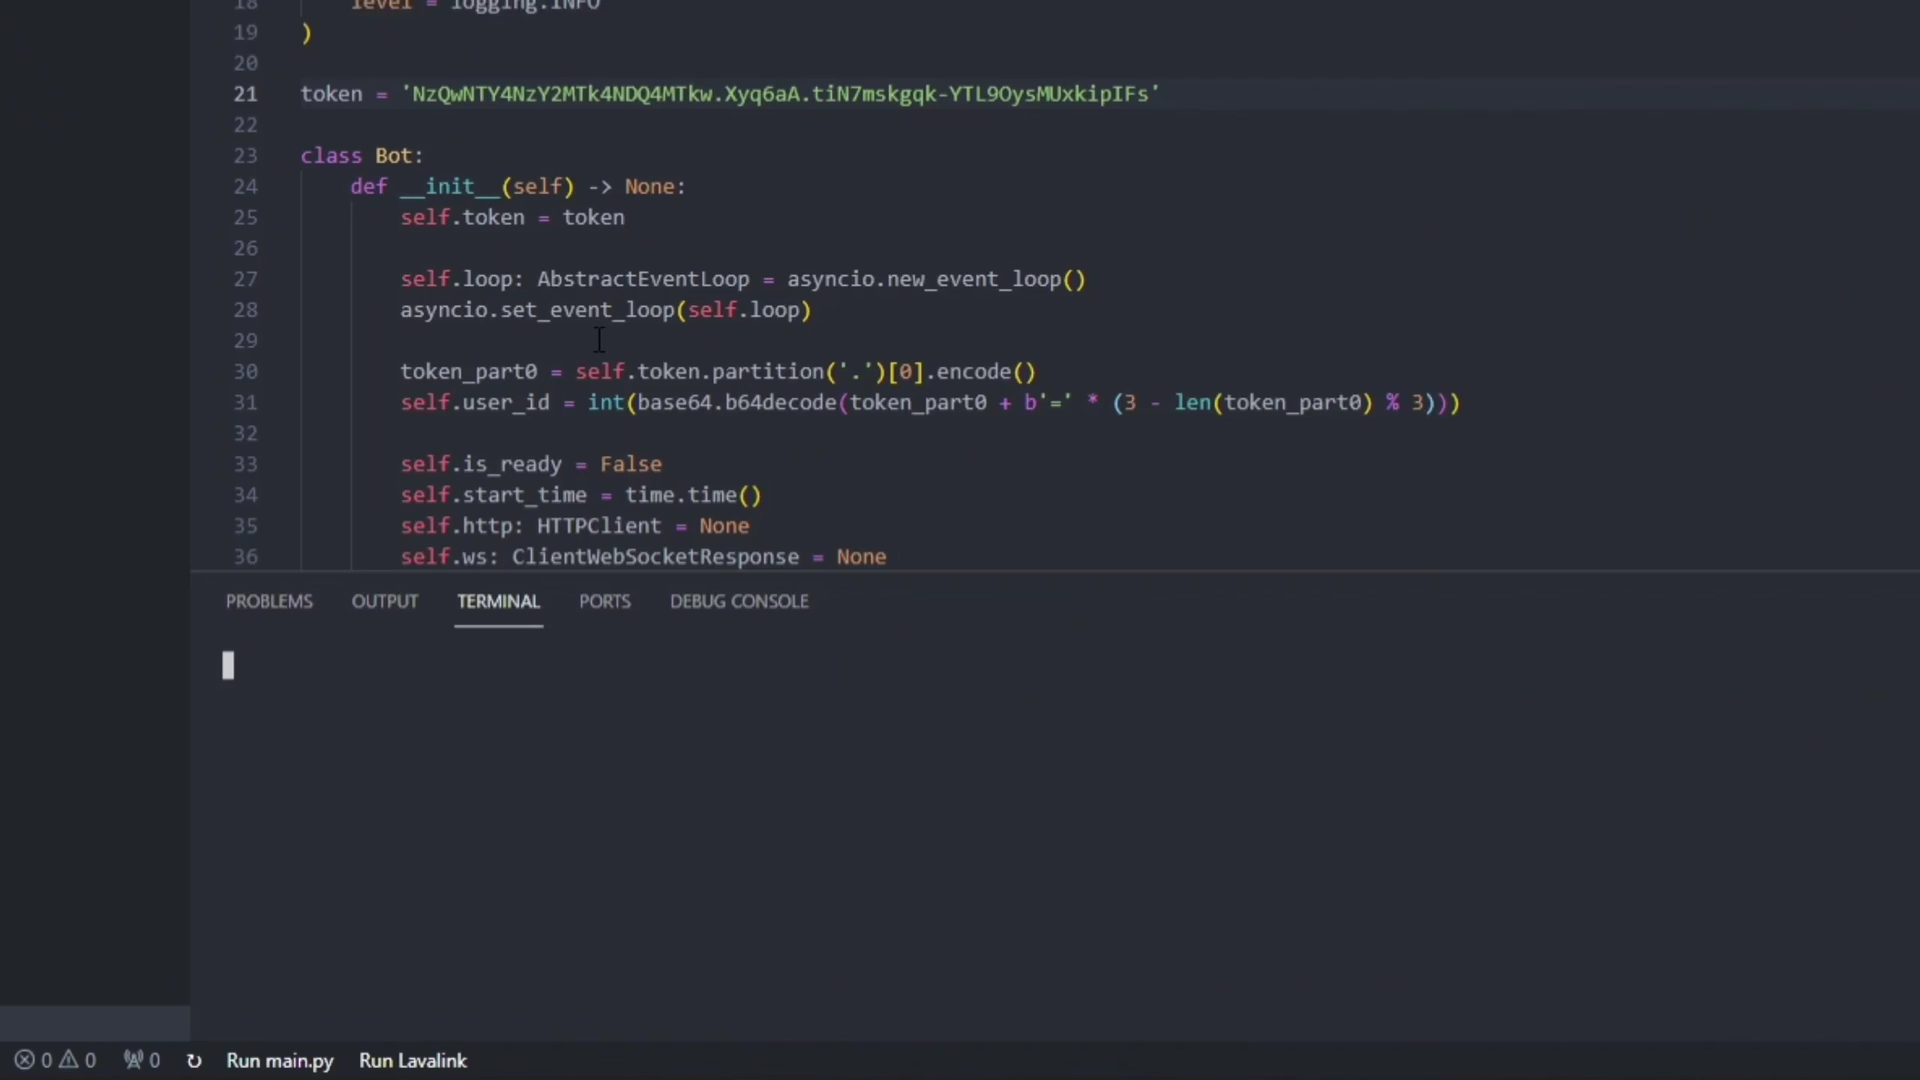 18 level = logging.INFO
19 )
20
21 token = 'NzQwNTY4NzY2MTk4NDQ4MTkw.Xyq6aA.tiN7mskgqk-YTL9OysMUxkipIFs'
22
23 class Bot:
24 def __init__(self) -> None:
25 self.token = token
26
27 self.loop: AbstractEventLoop = asyncio.new_event_loop()
28 asyncio.set_event_loop(self.loop)
29
30 token_part0 = self.token.partition('.')[0].encode()
31 self.user_id = int(base64.b64decode(token_part0 + b'=' * (3 - len(token_part0) % 3)))
32
33 self.is_ready = False
34 self.start_time = time.time()
35 self.http: HTTPClient = None
36 self.ws: ClientWebSocketResponse = None
PROBLEMS OUTPUT TERMINAL PORTS DEBUG CONSOLE
0 0 0 Run main.py Run Lavalink